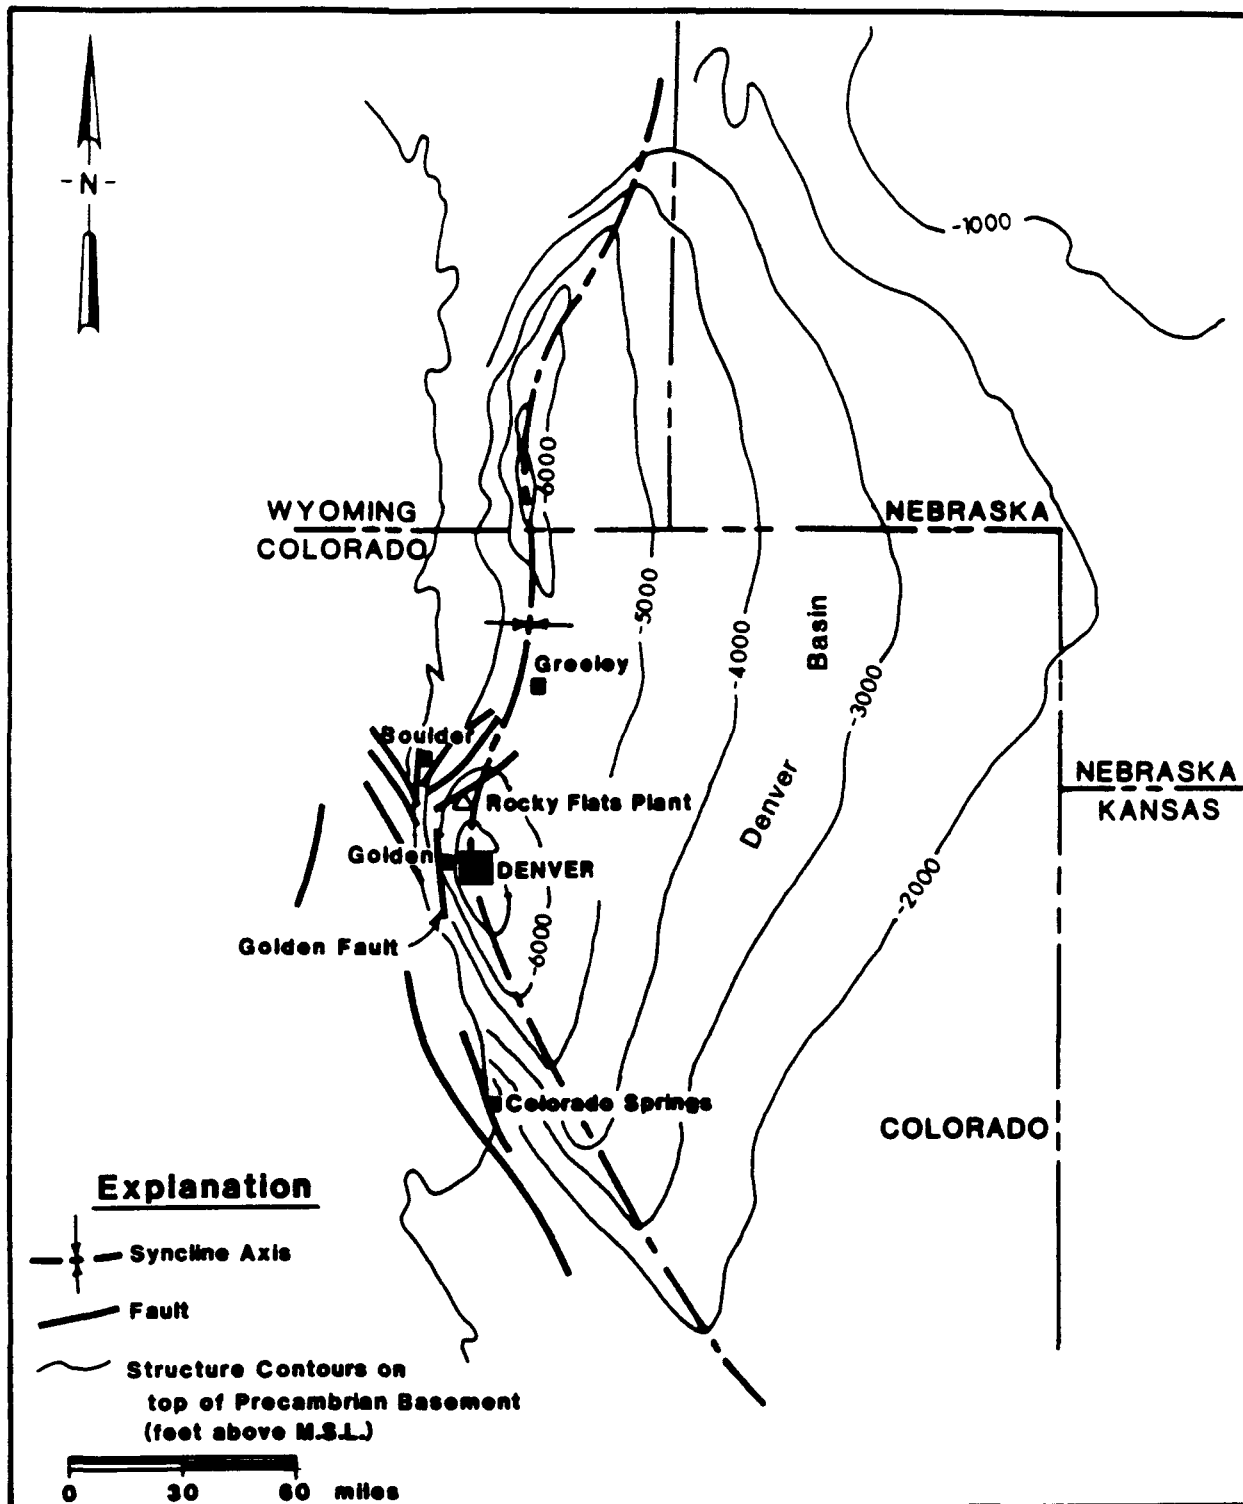 - N -
-1000
-6000
WYOMING
NEBRASKA
COLORADO
-5000
-4000
Basin
-3000
Greeley
Boulder
NEBRASKA
KANSAS
Rocky Flats Plant
Denver
Golden
DENVER
-2000
Golden Fault
-6000
Colorado Springs
COLORADO
Explanation
Syncline Axis
Fault
Structure Contours on
top of Precambrian Basement
(feet above M.S.L.)
0 30 60 miles